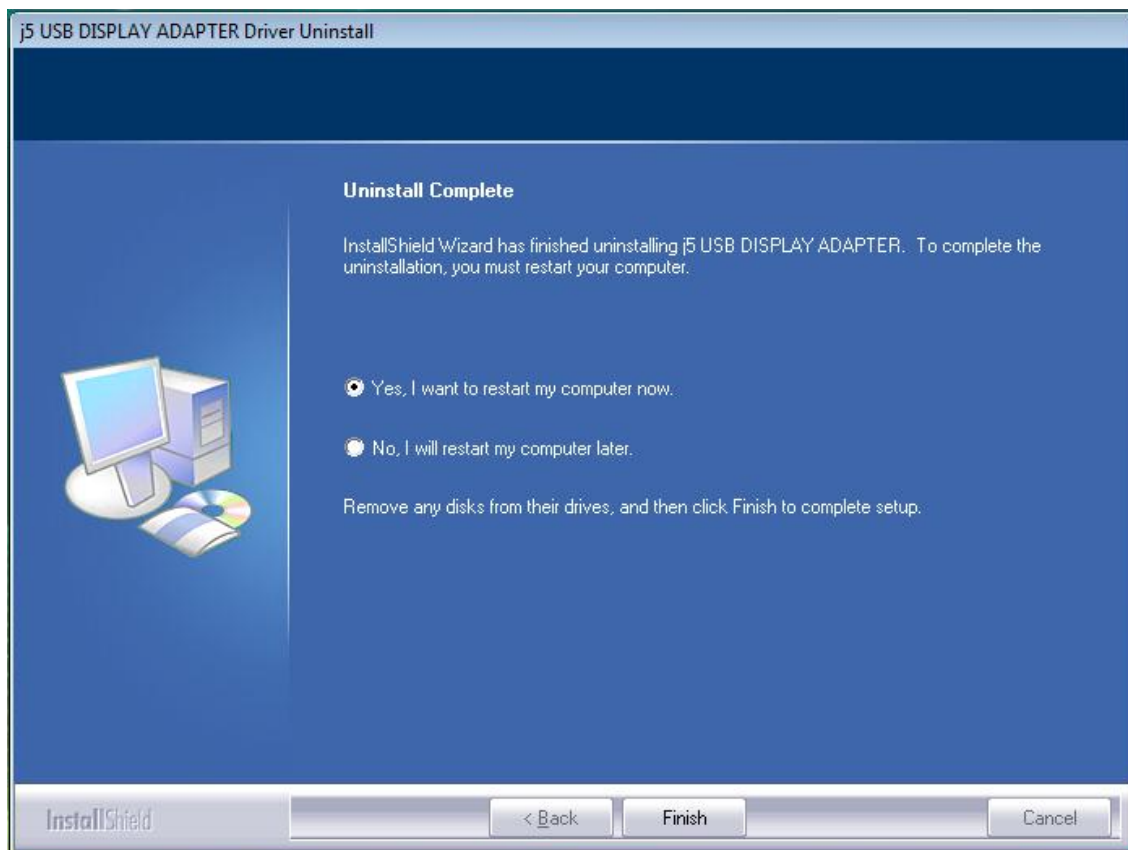 j5 USB DISPLAY ADAPTER Driver Uninstall
Uninstall Complete
InstallShield Wizard has finished uninstalling j5 USB DISPLAY ADAPTER.  To complete the
uninstallation, you must restart your computer.
Yes, I want to restart my computer now.
No, I will restart my computer later.
Remove any disks from their drives, and then click Finish to complete setup.
InstallShield
< Back
Finish
Cancel